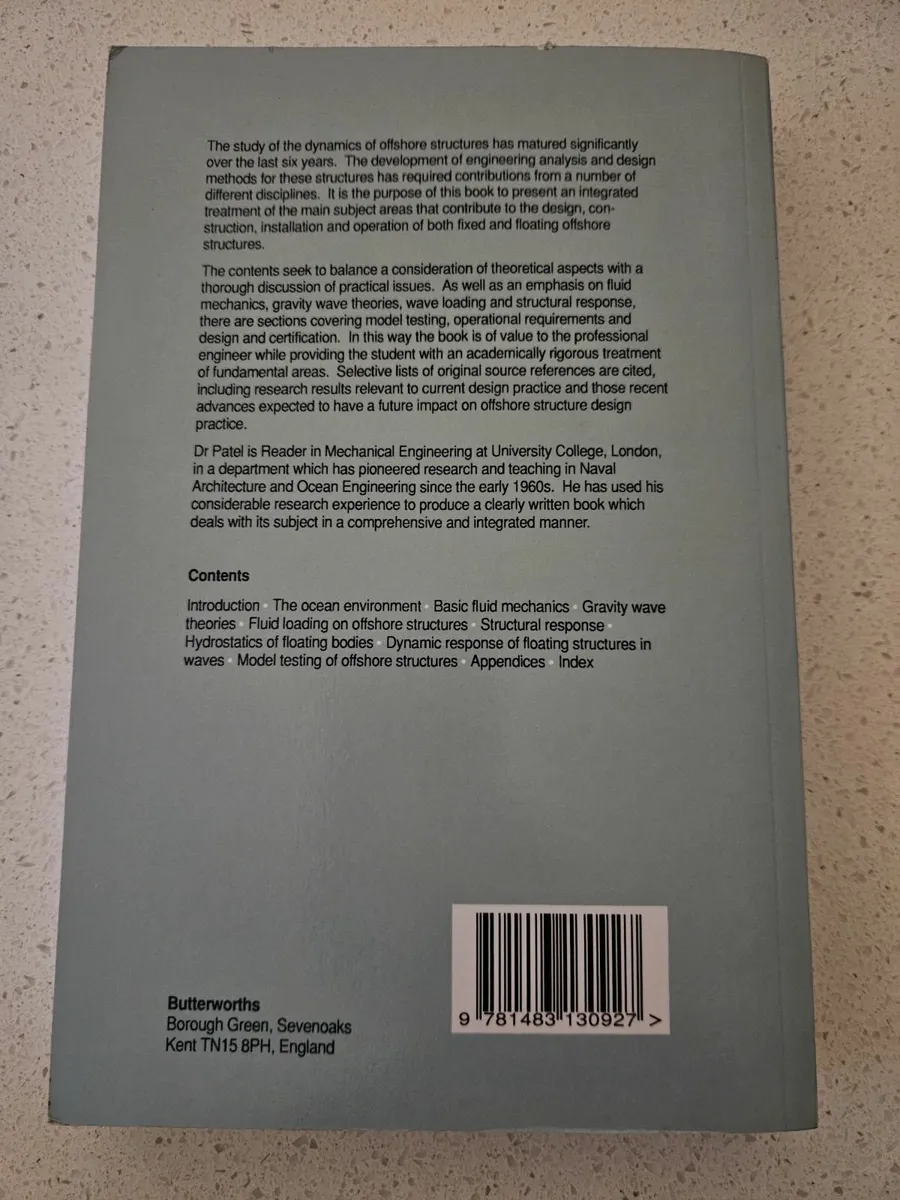 The study of the dynamics of offshore structures has matured significantly
over the last six years. The development of engineering analysis and design
methods for these structures has required contributions from a number of
different disciplines. It is the purpose of this book to present an integrated
treatment of the main subject areas that contribute to the design, con-
struction, installation and operation of both fixed and floating offshore
structures.
The contents seek to balance a consideration of theoretical aspects with a
thorough discussion of practical issues. As well as an emphasis on fluid
mechanics, gravity wave theories, wave loading and structural response,
there are sections covering model testing, operational requirements and
design and certification. In this way the book is of value to the professional
engineer while providing the student with an academically rigorous treatment
of fundamental areas. Selective lists of original source references are cited,
including research results relevant to current design practice and those recent
advances expected to have a future impact on offshore structure design
practice.
Dr Patel is Reader in Mechanical Engineering at University College, London,
in a department which has pioneered research and teaching in Naval
Architecture and Ocean Engineering since the early 1960s. He has used his
considerable research experience to produce a clearly written book which
deals with its subject in a comprehensive and integrated manner.
Contents
Introduction • The ocean environment • Basic fluid mechanics • Gravity wave
theories • Fluid loading on offshore structures • Structural response •
Hydrostatics of floating bodies • Dynamic response of floating structures in
waves • Model testing of offshore structures • Appendices • Index
Butterworths
Borough Green, Sevenoaks
Kent TN15 8PH, England
9 781483 130927 >